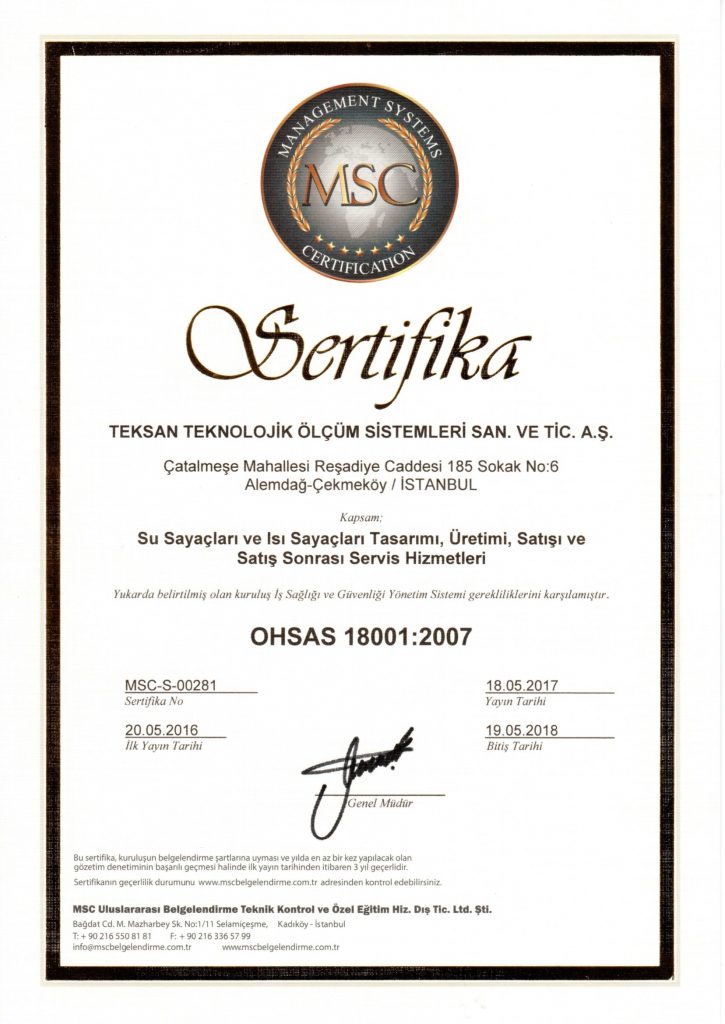 MANAGEMENT SYSTEMS
MSC
CERTIFICATION
Sertifika
TEKSAN TEKNOLOJİK ÖLÇÜM SİSTEMLERİ SAN. VE TİC. A.Ş.
Çatalmeşe Mahallesi Reşadiye Caddesi 185 Sokak No:6
Alemdağ-Çekmeköy / İSTANBUL
Kapsam;
Su Sayaçları ve Isı Sayaçları Tasarımı, Üretimi, Satışı ve
Satış Sonrası Servis Hizmetleri
Yukarda belirtilmiş olan kuruluş İş Sağlığı ve Güvenliği Yönetim Sistemi gerekliliklerini karşılamıştır.
OHSAS 18001:2007
MSC-S-00281
Sertifika No
18.05.2017
Yayın Tarihi
20.05.2016
İlk Yayın Tarihi
19.05.2018
Bitiş Tarihi
Genel Müdür
Bu sertifika, kuruluşun belgelendirme şartlarına uyması ve yılda en az bir kez yapılacak olan
gözetim denetiminin başarılı geçmesi halinde ilk yayın tarihinden itibaren 3 yıl geçerlidir.
Sertifikanın geçerlilik durumunu www.mscbelgelendirme.com.tr adresinden kontrol edebilirsiniz.
MSC Uluslararası Belgelendirme Teknik Kontrol ve Özel Eğitim Hiz. Dış Tic. Ltd. Şti.
Bağdat Cd. M. Mazharbey Sk. No:1/11 Selamiçeşme, Kadıköy - İstanbul
T: + 90 216 550 81 81 F: + 90 216 336 57 99
info@mscbelgelendirme.com.tr www.mscbelgelendirme.com.tr